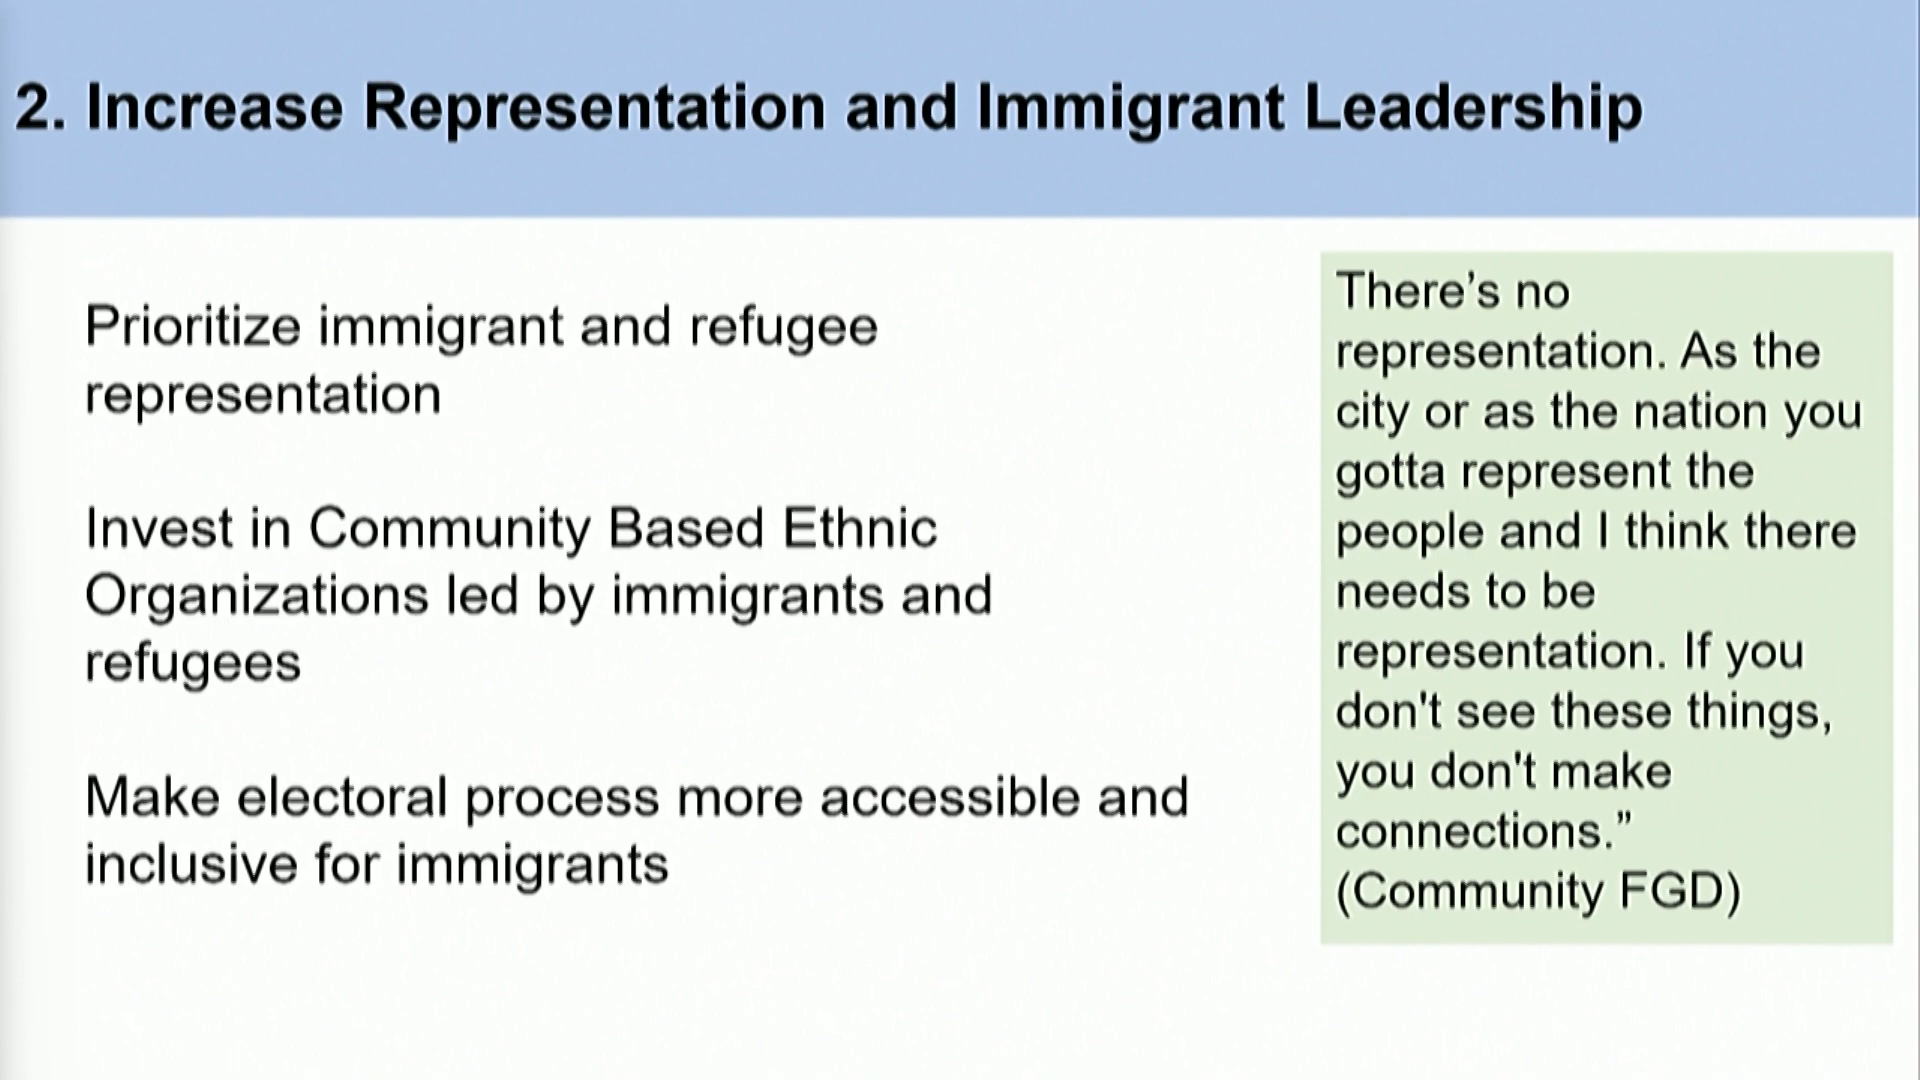 2. Increase Representation and Immigrant Leadership
Prioritize immigrant and refugee
representation
Invest in Community Based Ethnic
Organizations led by immigrants and
refugees
Make electoral process more accessible and
inclusive for immigrants
There’s no
representation. As the
city or as the nation you
gotta represent the
people and I think there
needs to be
representation. If you
don't see these things,
you don't make
connections.”
(Community FGD)